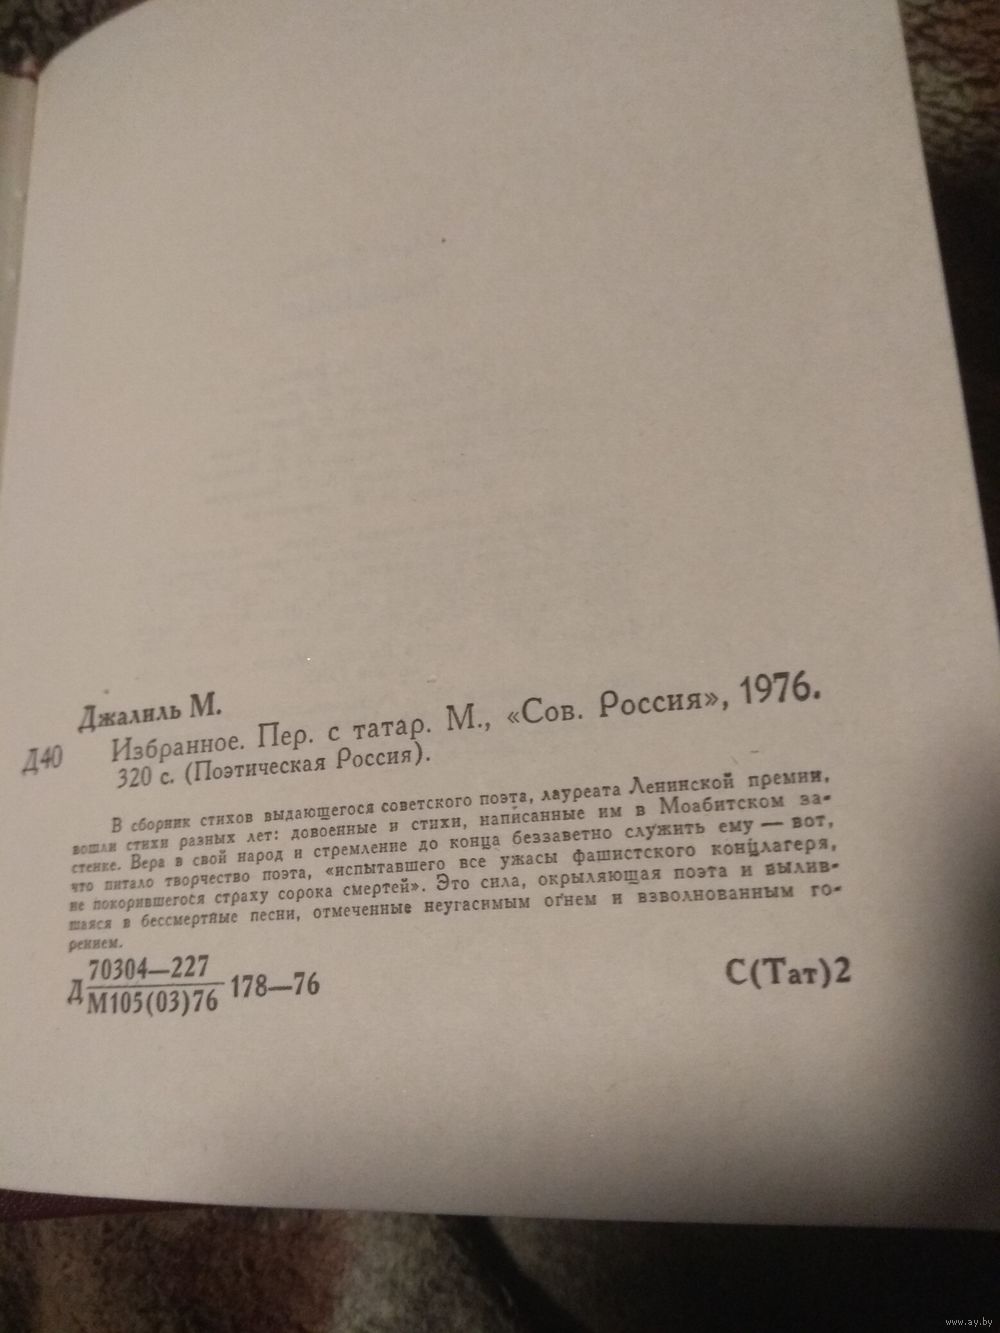 Джалиль М.
Д40 Избранное. Пер. с татар. М., «Сов. Россия», 1976.
320 с. (Поэтическая Россия).
В сборник стихов выдающегося советского поэта, лауреата Ленинской премии,
вошли стихи разных лет: довоенные и стихи, написанные им в Моабитском за-
стенке. Вера в свой народ и стремление до конца беззаветно служить ему — вот,
что питало творчество поэта, «испытавшего все ужасы фашистского концлагеря,
не покорившегося страху сорока смертей». Это сила, окрыляющая поэта и вылив-
шаяся в бессмертные песни, отмеченные неугасимым огнем и взволнованным го-
рением.
70304—227
Д 178—76 С(Тат)2
М105(03)76
www.ay.by